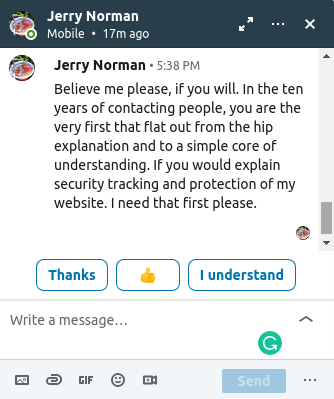 Jerry Norman
Mobile • 17m ago
Jerry Norman • 5:38 PM
Believe me please, if you will. In the ten
years of contacting people, you are the
very first that flat out from the hip
explanation and to a simple core of
understanding. If you would explain
security tracking and protection of my
website. I need that first please.
Thanks
I understand
Write a message...
GIF
Send